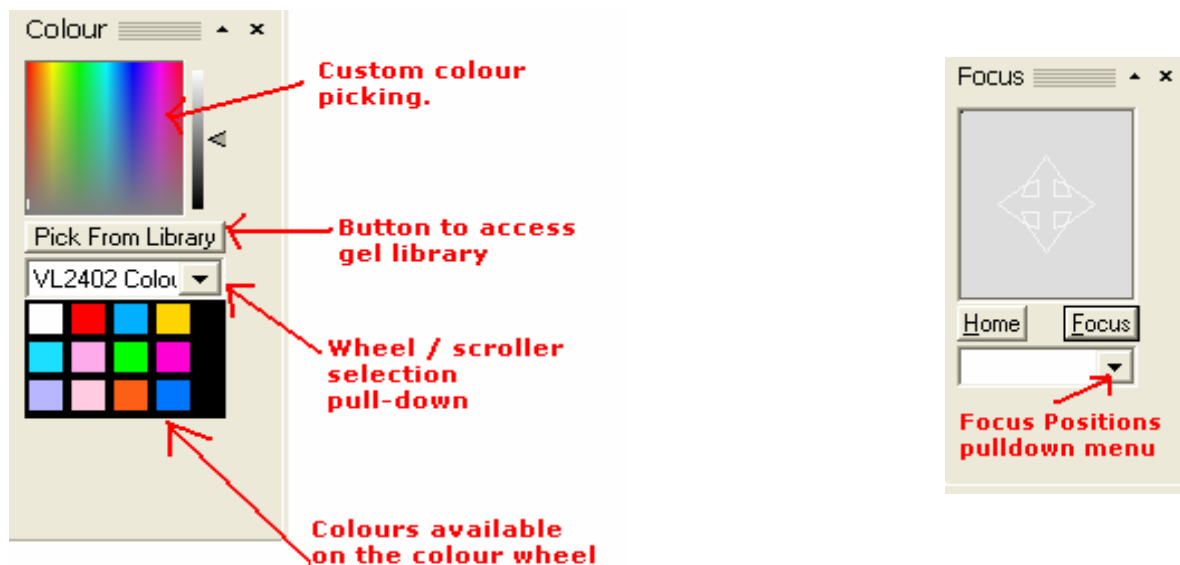 Colour
Custom colour
picking.
Pick From Library
Button to access
gel library
VL2402 Colou
Wheel / scroller
selection
pull-down
Colours available
on the colour wheel
Focus
Home
Focus
Focus Positions
pulldown menu